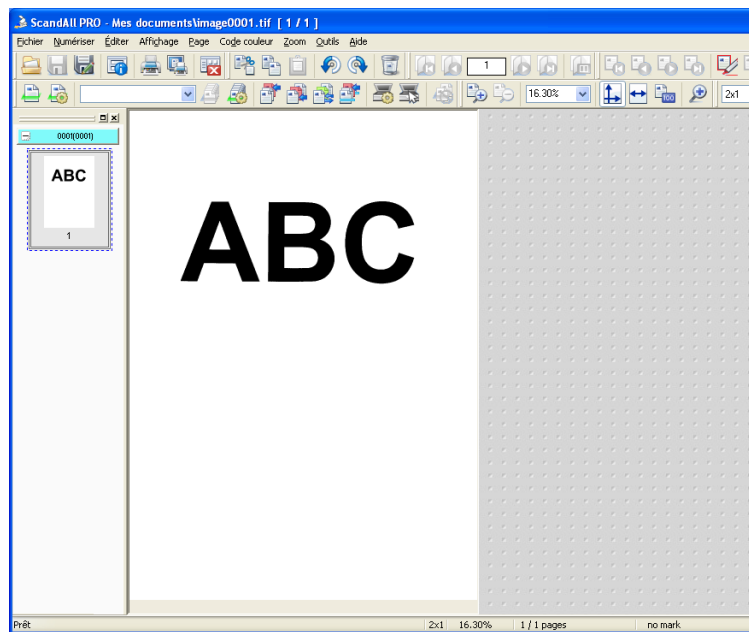 ScandAll PRO - Mes documents\image0001.tif [ 1 / 1 ]
Fichier Numériser Éditer Affichage Page Code couleur Zoom Outils Aide
1
16.30% 100 2x1
0001(0001)
ABC
1
ABC
Prêt 2x1 16.30% 1 / 1 pages no mark